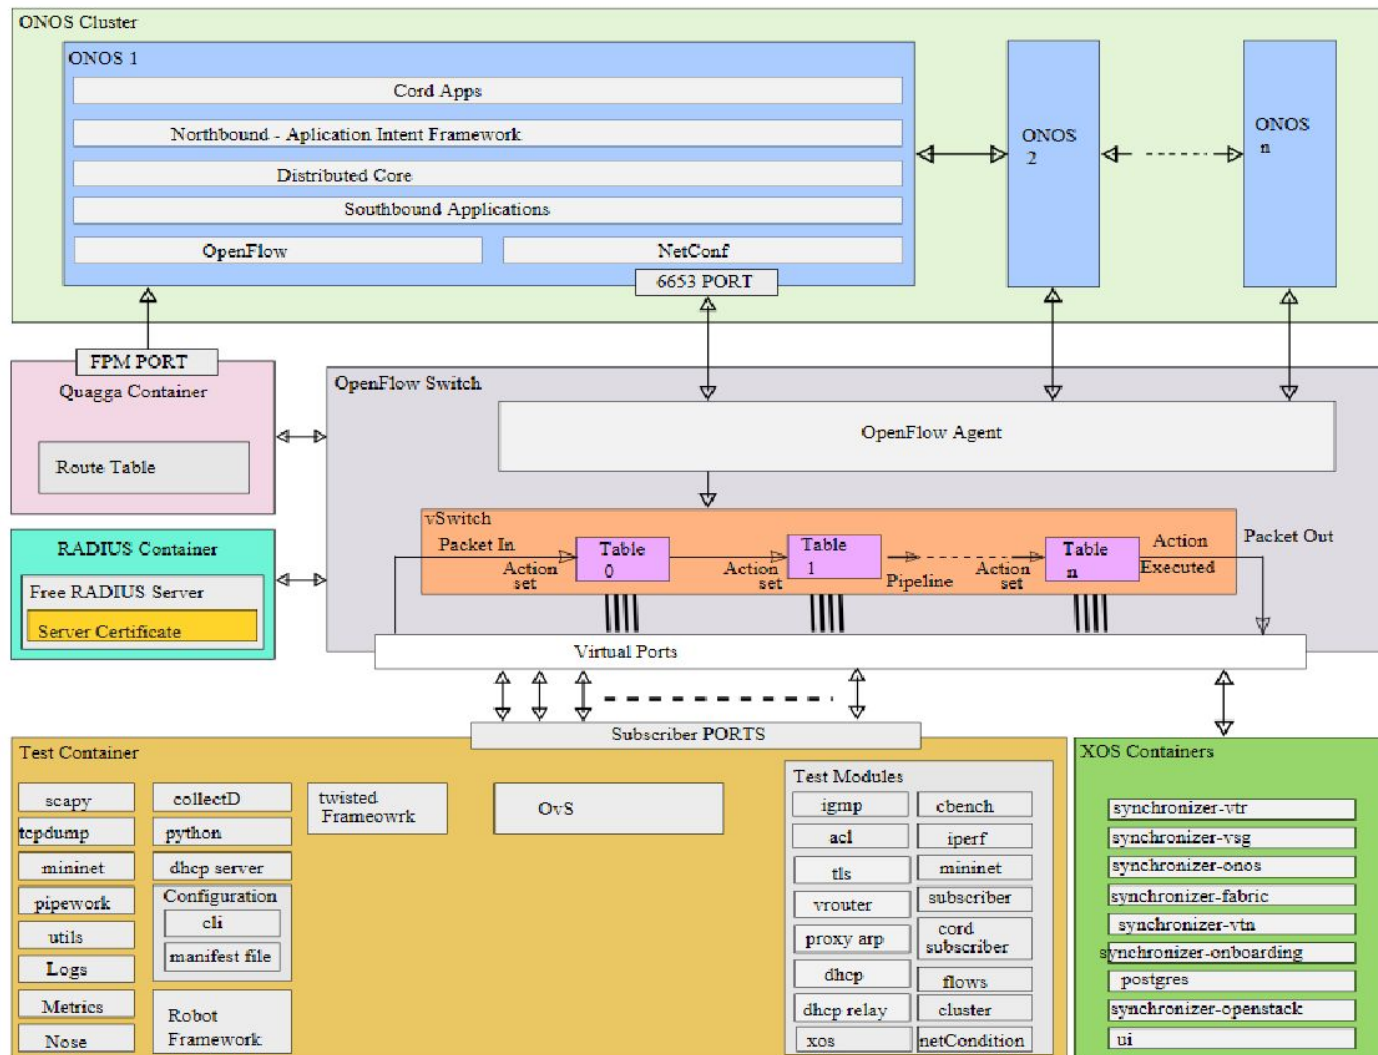 ONOS Cluster
ONOS 1
Cord Apps
Northbound - Aplication Intent Framework
Distributed Core
Southbound Applications
OpenFlow
NetConf
6653 PORT
ONOS
2
ONOS
n
FPM PORT
Quagga Container
Route Table
RADIUS Container
Free RADIUS Server
Server Certificate
OpenFlow Switch
OpenFlow Agent
vSwitch
Packet In
Action
set
Table
0
Action
set
Table
1
Pipeline
Action
set
Table
n
Action
Executed
Packet Out
Virtual Ports
Subscriber PORTS
Test Container
scapy
tcpdump
mininet
pipework
utils
Logs
Metrics
Nose
collectD
python
dhcp server
Configuration
cli
manifest file
Robot
Framework
twisted
Frameowrk
OvS
Test Modules
igmp
acl
tls
vrouter
proxy arp
dhcp
dhcp relay
xos
cbench
iperf
mininet
subscriber
cord
subscriber
flows
cluster
netCondition
XOS Containers
synchronizer-vtr
synchronizer-vsg
synchronizer-onos
synchronizer-fabric
synchronizer-vtn
synchronizer-onboarding
postgres
synchronizer-openstack
ui